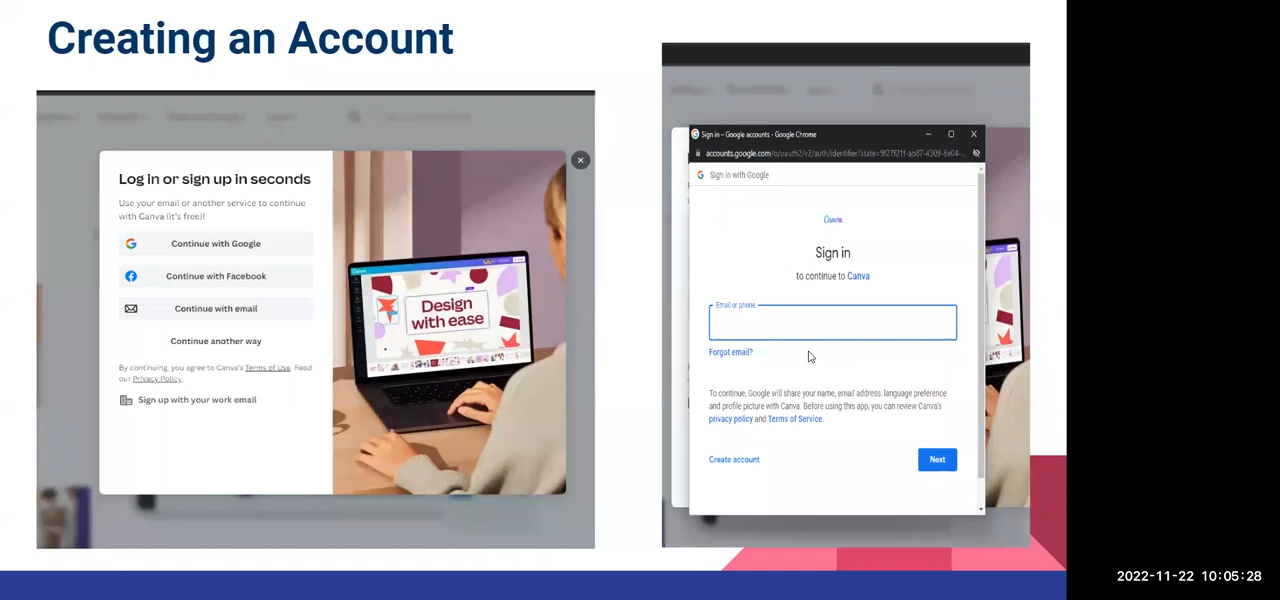 Creating an Account
Log in or sign up in seconds
Use your email or another service to continue
with Canva (it's free)!
Continue with Google
Continue with Facebook
Continue with email
Continue another way
By continuing, you agree to Canva's Terms of Use. Read
our Privacy Policy.
Sign up with your work email
Design
with ease
Sign in – Google accounts - Google Chrome
Sign in with Google
Canva
Sign in
to continue to Canva
Email or phone
Forgot email?
To continue, Google will share your name, email address, language preference
and profile picture with Canva. Before using this app, you can review Canva's
privacy policy and Terms of Service.
Create account
Next
2022-11-22 10:05:28